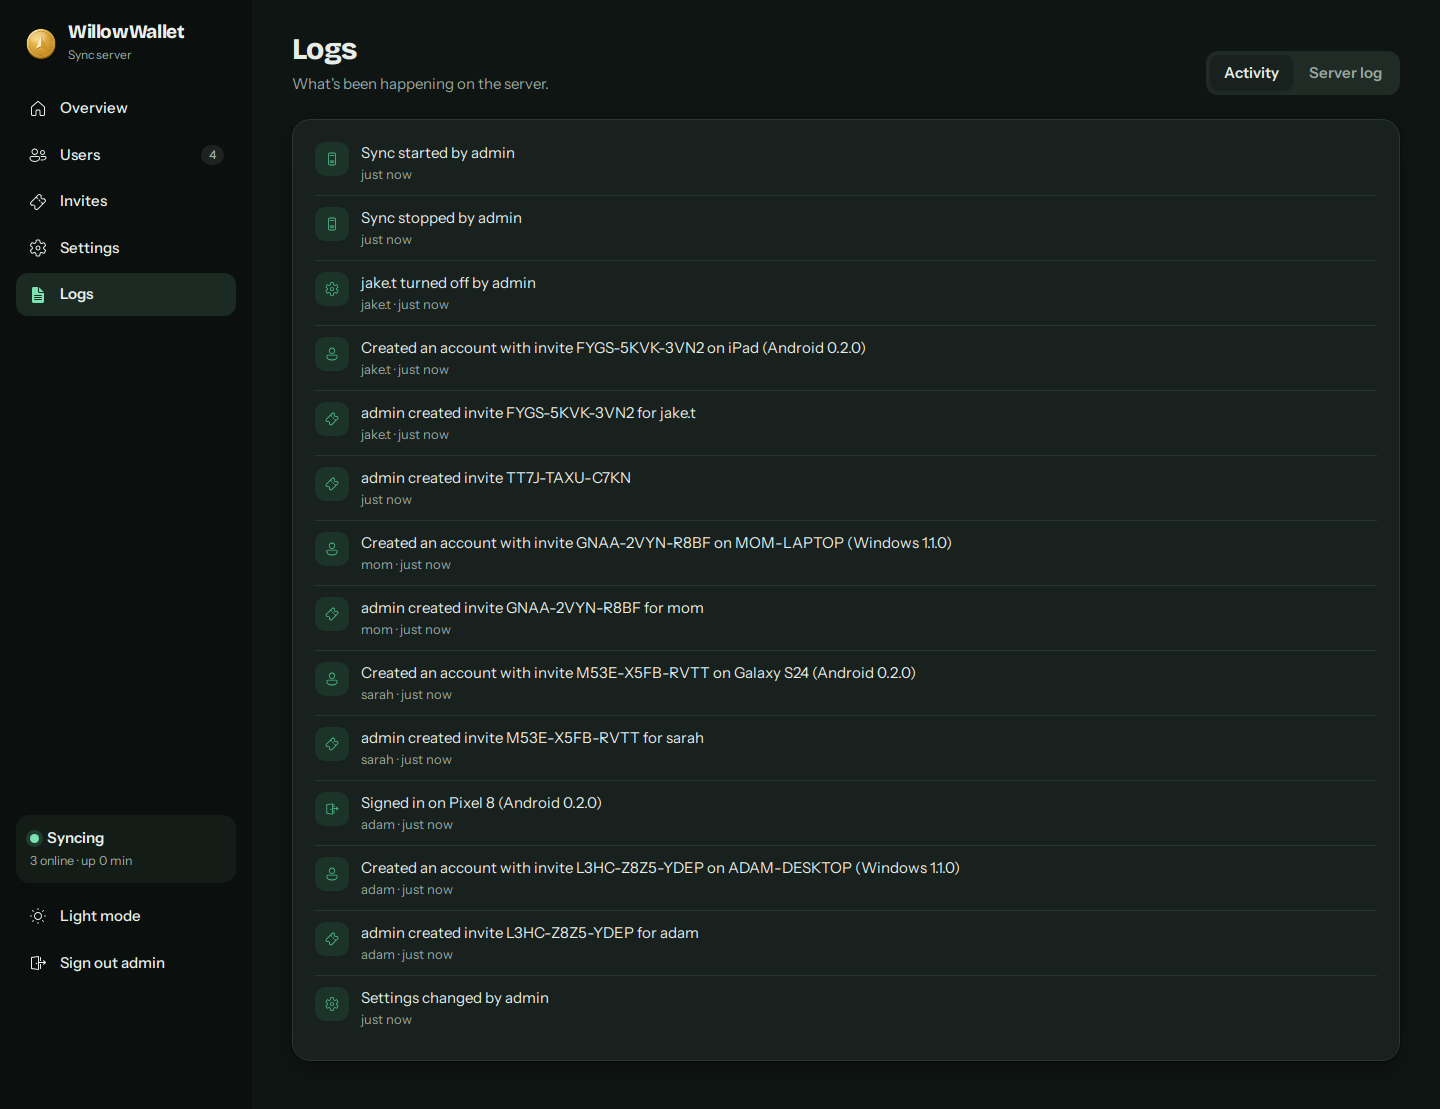 WillowWallet
Sync server
Overview
Users 4
Invites
Settings
Logs
Syncing
3 online · up 0 min
Light mode
Sign out admin
Logs
What's been happening on the server.
Activity Server log
Sync started by admin
just now
Sync stopped by admin
just now
jake.t turned off by admin
jake.t · just now
Created an account with invite FYGS-5KVK-3VN2 on iPad (Android 0.2.0)
jake.t · just now
admin created invite FYGS-5KVK-3VN2 for jake.t
jake.t · just now
admin created invite TT7J-TAXU-C7KN
just now
Created an account with invite GNAA-2VYN-R8BF on MOM-LAPTOP (Windows 1.1.0)
mom · just now
admin created invite GNAA-2VYN-R8BF for mom
mom · just now
Created an account with invite M53E-X5FB-RVTT on Galaxy S24 (Android 0.2.0)
sarah · just now
admin created invite M53E-X5FB-RVTT for sarah
sarah · just now
Signed in on Pixel 8 (Android 0.2.0)
adam · just now
Created an account with invite L3HC-Z8Z5-YDEP on ADAM-DESKTOP (Windows 1.1.0)
adam · just now
admin created invite L3HC-Z8Z5-YDEP for adam
adam · just now
Settings changed by admin
just now